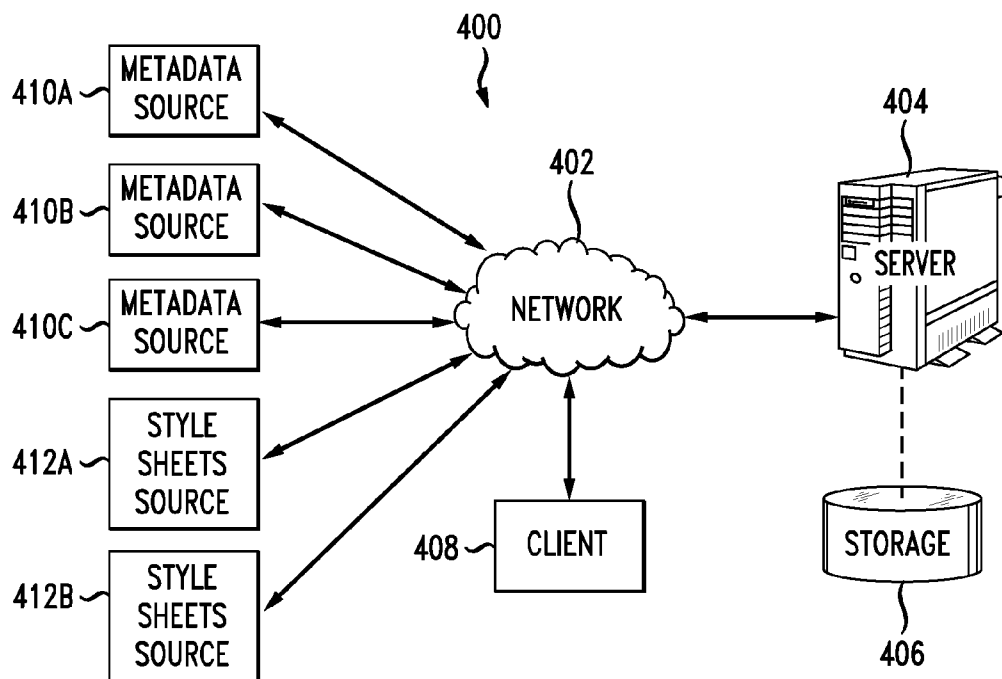 400
410A
METADATA
SOURCE
410B
METADATA
SOURCE
410C
METADATA
SOURCE
412A
STYLE
SHEETS
SOURCE
412B
STYLE
SHEETS
SOURCE
402
NETWORK
408
CLIENT
404
SERVER
STORAGE
406